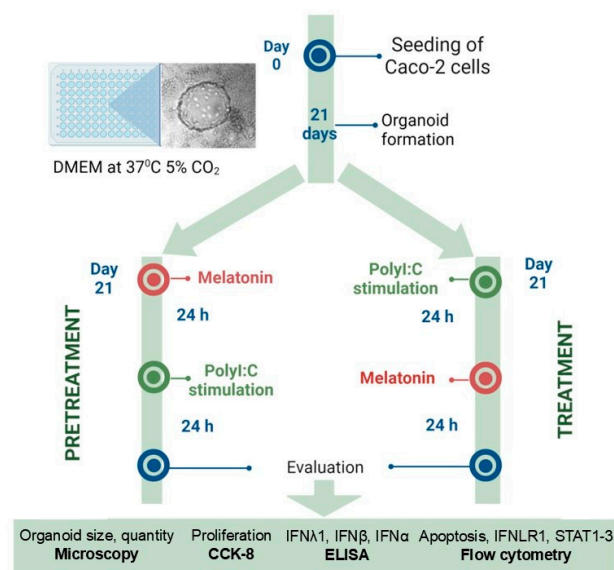 Day
0
Seeding of
Caco-2 cells
21
days
Organoid
formation
DMEM at 37⁰C 5% CO₂
PRETREATMENT
Day
21
Melatonin
24 h
PolyI:C
stimulation
24 h
PolyI:C
stimulation
Day
21
24 h
Melatonin
24 h
TREATMENT
Evaluation
Organoid size, quantity
Microscopy
Proliferation
CCK-8
IFNλ1, IFNβ, IFNα
ELISA
Apoptosis, IFNLR1, STAT1-3
Flow cytometry